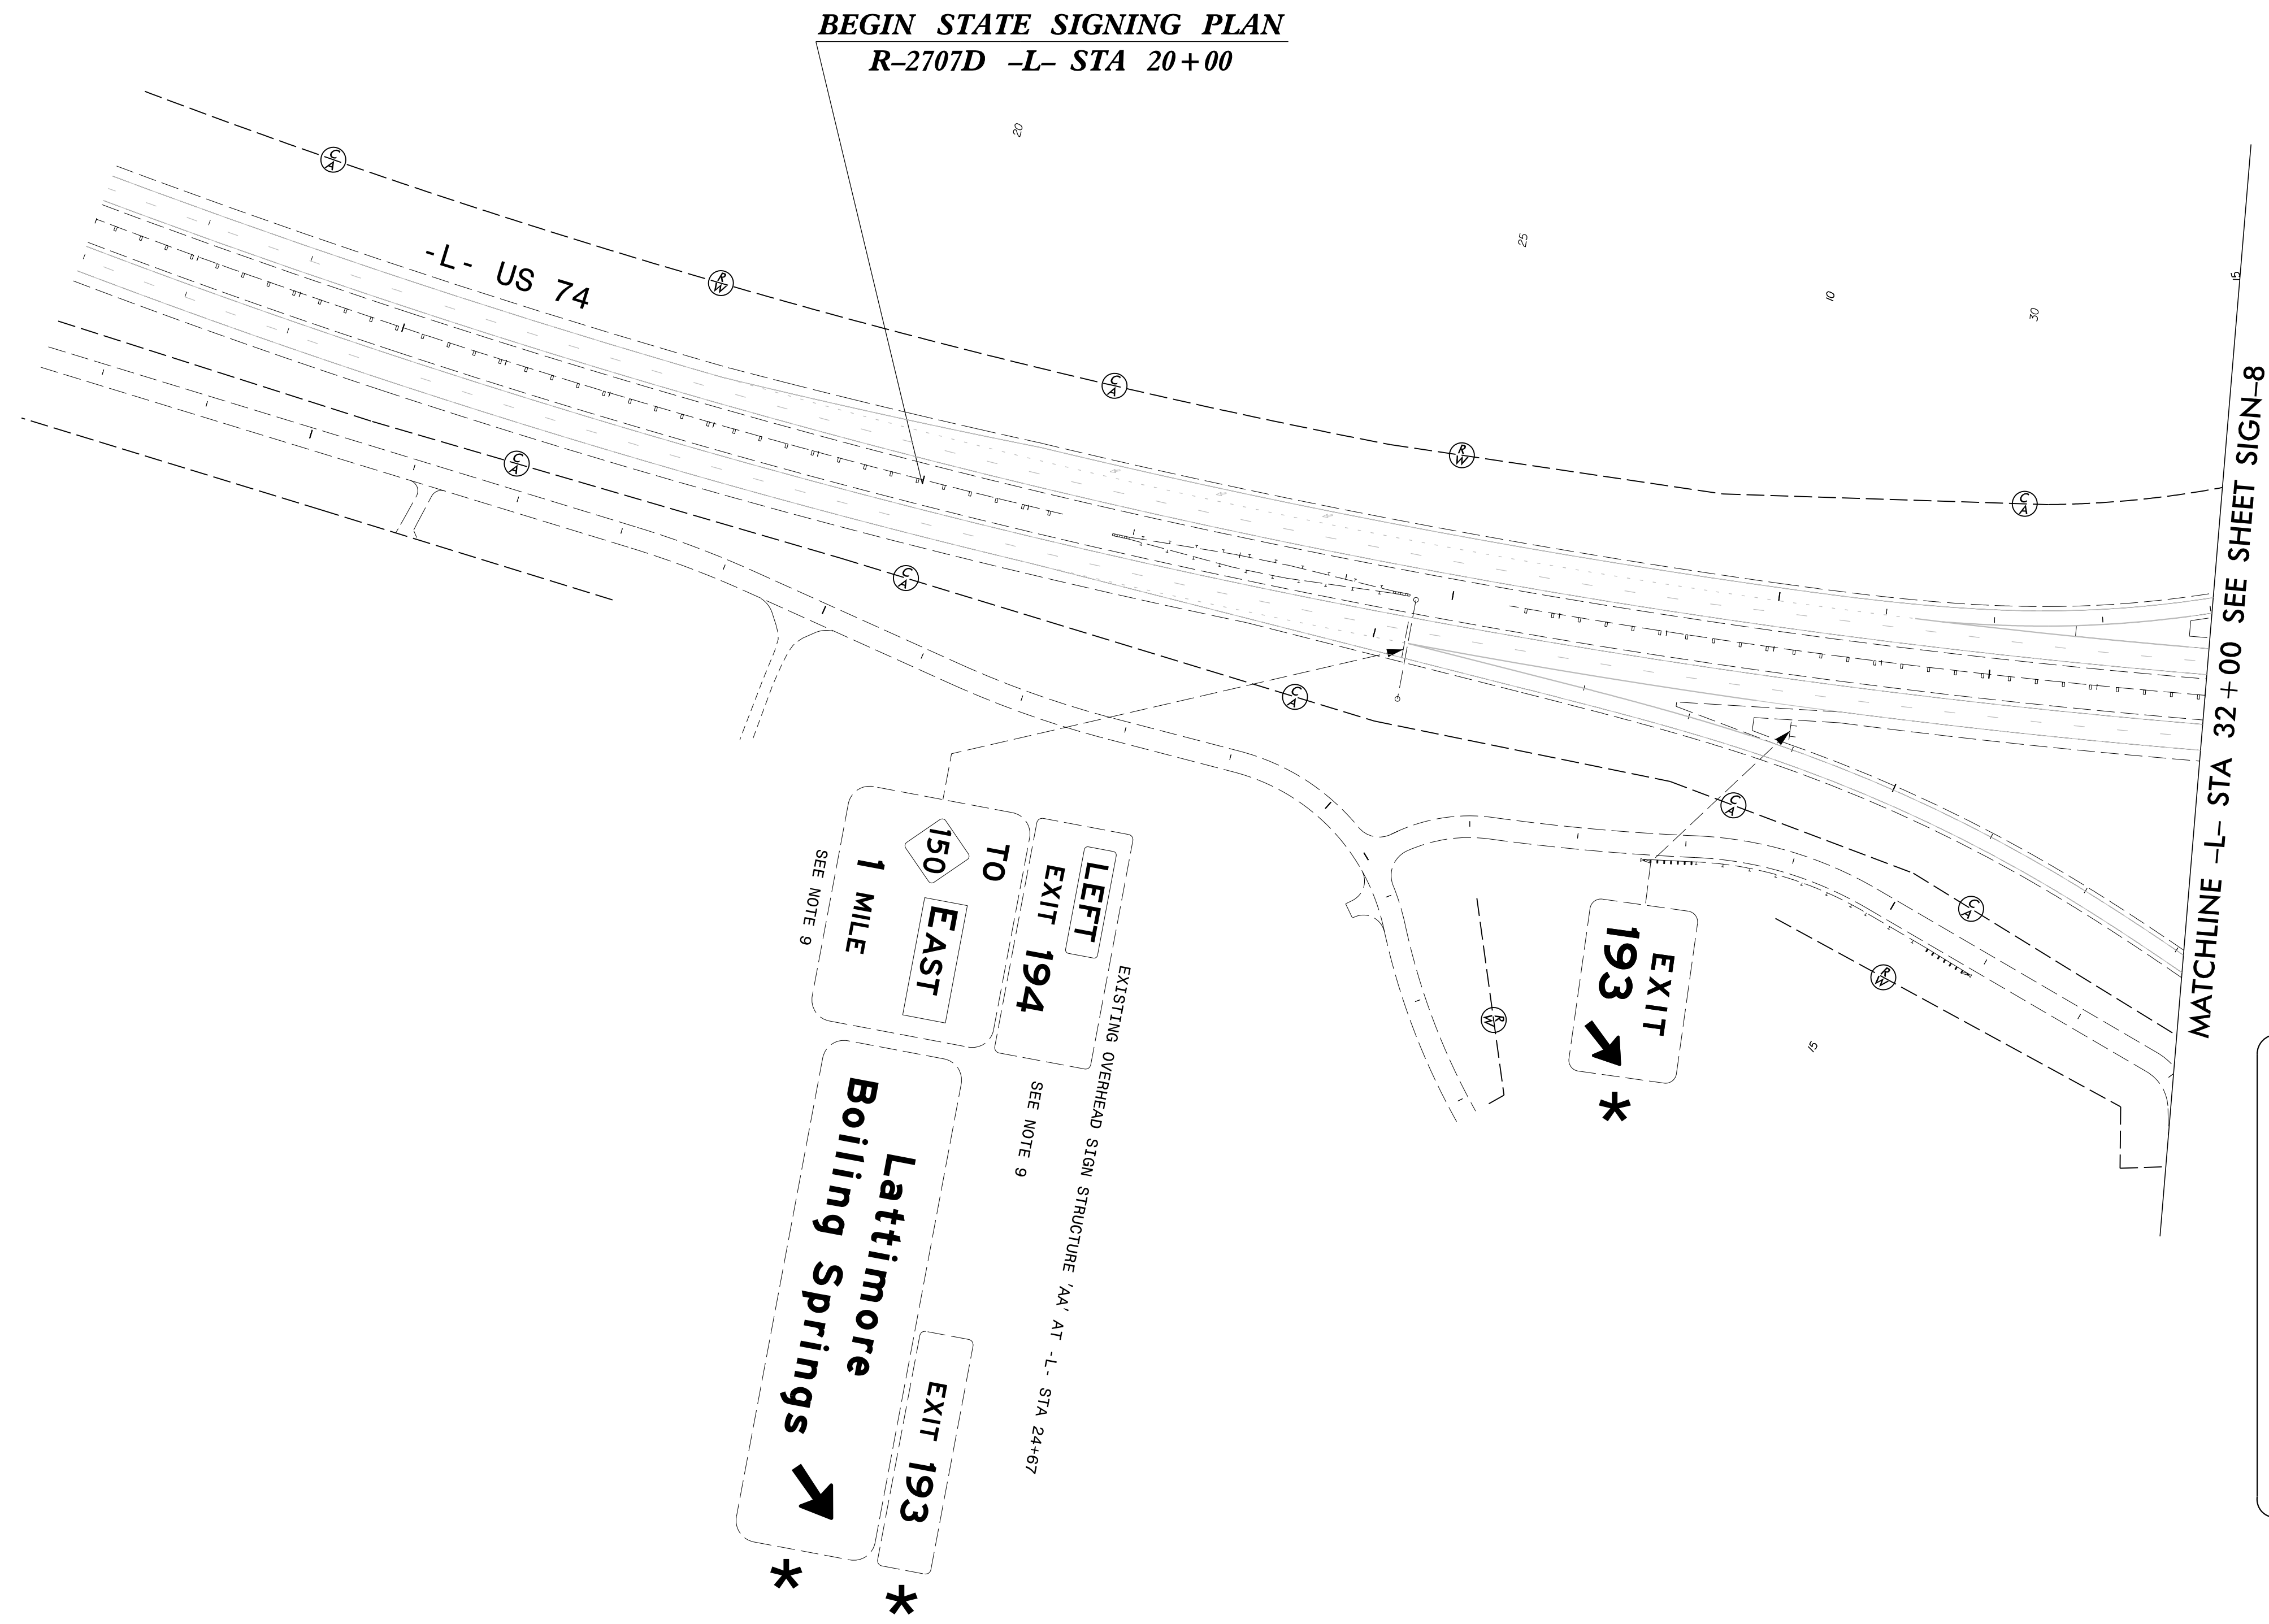 BEGIN STATE SIGNING PLAN
R–2707D –L– STA 20+00
20
25
10
30
15
C
A
R
W
C
A
R
W
C
A
-L- US 74
C
A
C
A
C
A
C
A
C
A
R
W
R
W
15
MATCHLINE –L– STA 32+00 SEE SHEET SIGN–8
LEFT
EXIT 194
TO
150 EAST
1 MILE
SEE NOTE 9
SEE NOTE 9
EXISTING OVERHEAD SIGN STRUCTURE 'AA' AT -L- STA 24+67
EXIT 193
Lattimore
Boiling Springs
*
*
EXIT
193
*